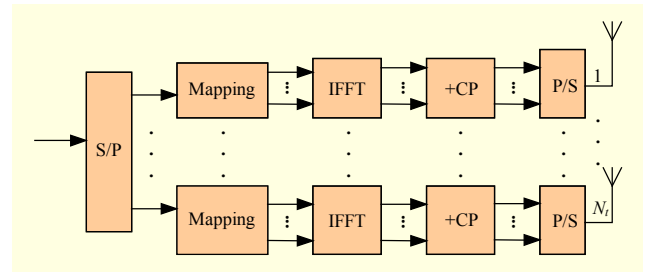 S/P
Mapping
IFFT
+CP
P/S
1
Mapping
IFFT
+CP
P/S
Nt